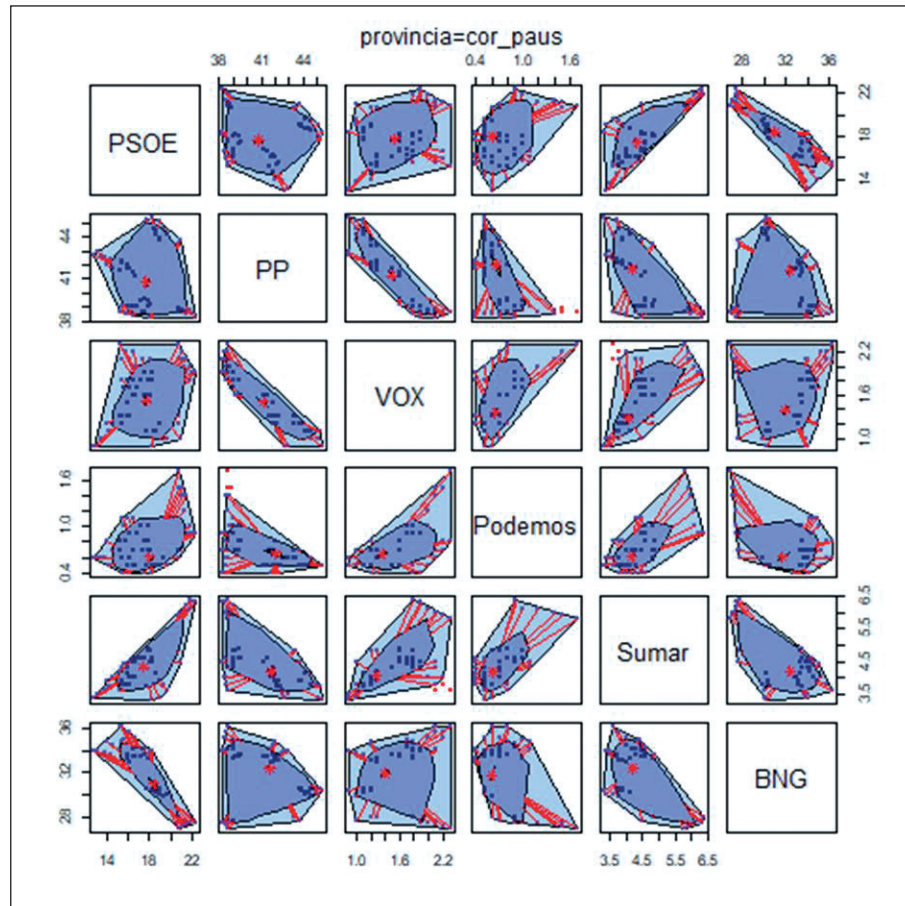 provincia=cor_paus
38 41 44
0.4 1.0 1.6
28 32 36
PSOE
14 18 22
38 41 44
PP
VOX
1.0 1.6 2.2
0.4 1.0 1.6
Podemos
Sumar
3.5 4.5 5.5 6.5
28 32 36
BNG
14 18 22
1.0 1.6 2.2
3.5 4.5 5.5 6.5